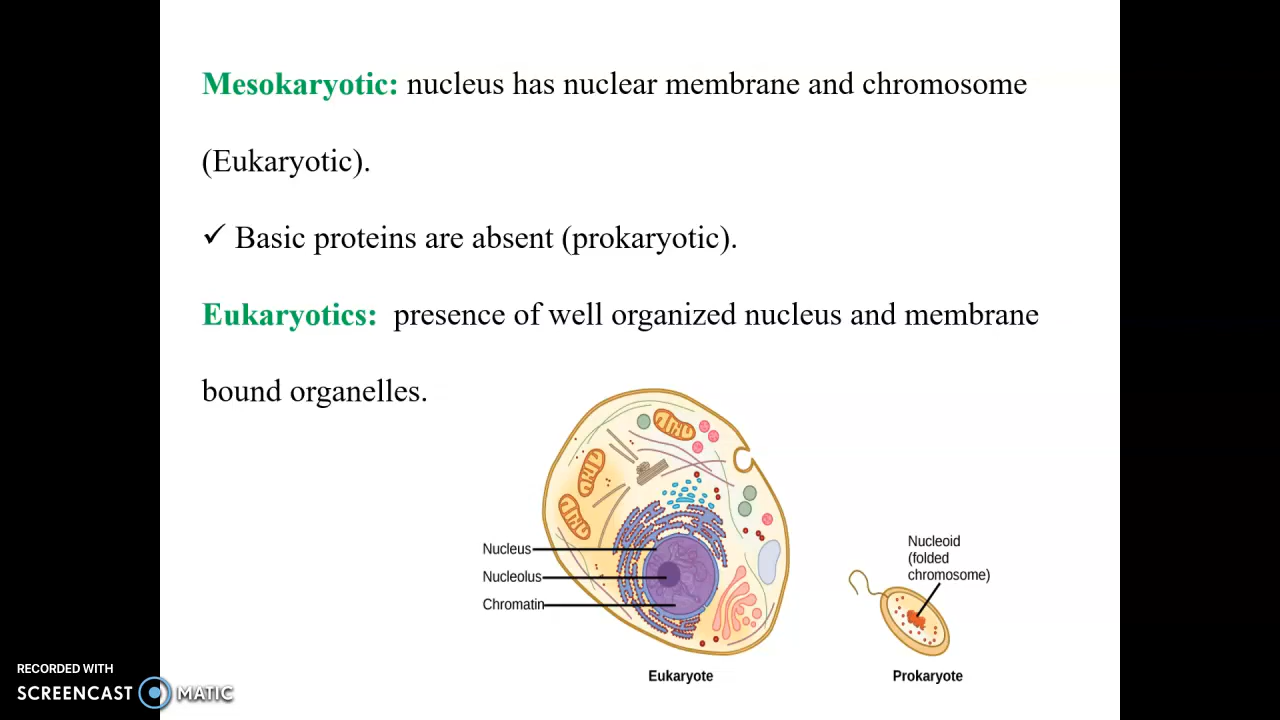 Mesokaryotic: nucleus has nuclear membrane and chromosome
(Eukaryotic).
✓ Basic proteins are absent (prokaryotic).
Eukaryotics: presence of well organized nucleus and membrane
bound organelles.
Nucleus
Nucleolus
Chromatin
Eukaryote
Nucleoid
(folded
chromosome)
Prokaryote
RECORDED WITH
SCREENCAST MATIC